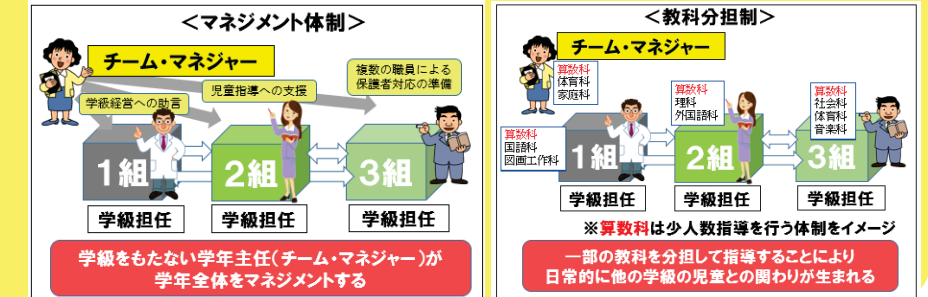 ＜マネジメント体制＞
チーム・マネジャー
学級経営への助言
児童指導への支援
複数の職員による
保護者対応の準備
1組
2組
3組
学級担任
学級担任
学級担任
学級をもたない学年主任（チーム・マネジャー）が
学年全体をマネジメントする
＜教科分担制＞
チーム・マネジャー
算数科
体育科
家庭科
算数科
国語科
図画工作科
算数科
理科
外国語科
算数科
社会科
体育科
音楽科
1組
2組
3組
学級担任
学級担任
学級担任
※算数科は少人数指導を行う体制をイメージ
一部の教科を分担して指導することにより
日常的に他の学級の児童との関わりが生まれる